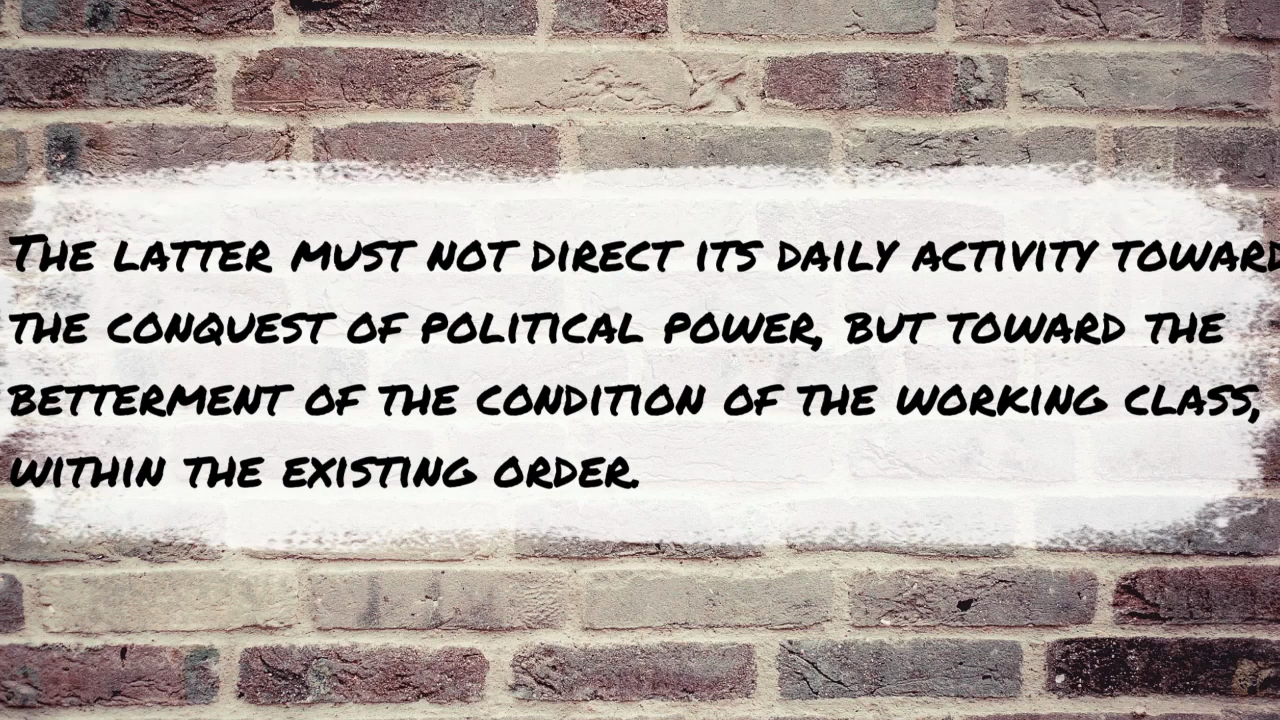 The latter must not direct its daily activity toward
the conquest of political power, but toward the
betterment of the condition of the working class,
within the existing order.